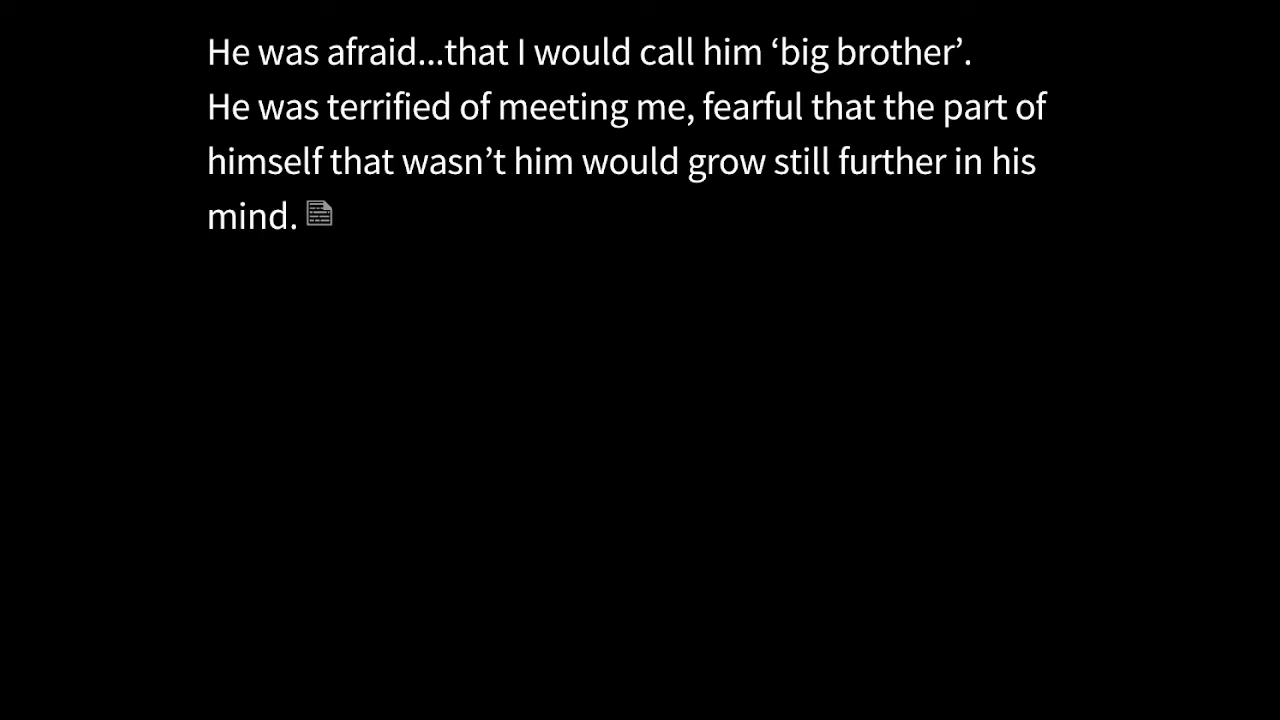 He was afraid...that I would call him ‘big brother’.
He was terrified of meeting me, fearful that the part of
himself that wasn’t him would grow still further in his
mind.